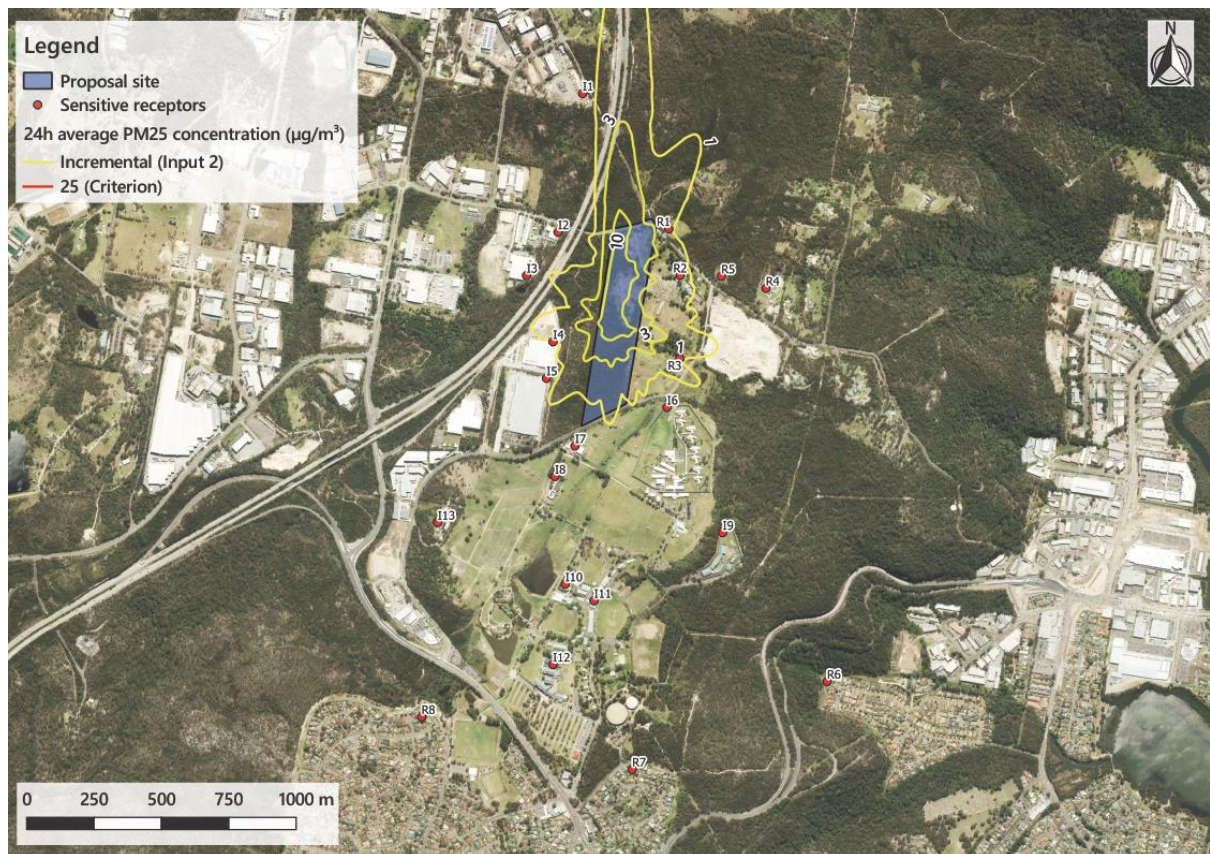 Legend
Proposal site
Sensitive receptors
24h average PM25 concentration (µg/m³)
Incremental (Input 2)
25 (Criterion)
N
I1
3
1
I2
R1
10
I3
R2
R5
R4
I4
3
1
R3
I5
I6
I7
I8
I13
I9
I10
I11
I12
R6
R8
R7
0 250 500 750 1000 m